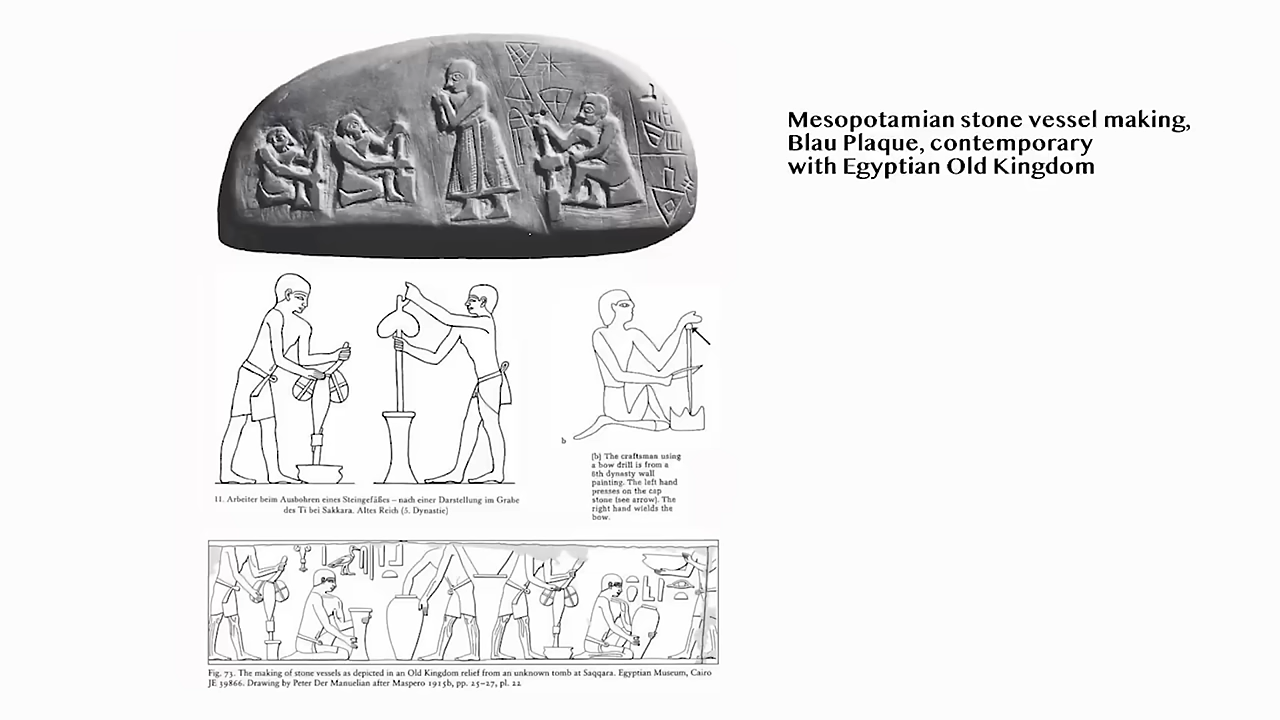 Mesopotamian stone vessel making,
Blau Plaque, contemporary
with Egyptian Old Kingdom
b
(b) The craftsman using
a bow drill is from a
6th dynasty wall
painting. The left hand
presses on the cap
stone (see arrow). The
right hand wields the
bow.
11. Arbeiter beim Ausbohren eines Steingefäßes – nach einer Darstellung im Grabe
des Ti bei Sakkara. Altes Reich (5. Dynastie)
Fig. 73. The making of stone vessels as depicted in an Old Kingdom relief from an unknown tomb at Saqqara. Egyptian Museum, Cairo
JE 39866. Drawing by Peter Der Manuelian after Maspero 1915b, pp. 25–27, pl. 22